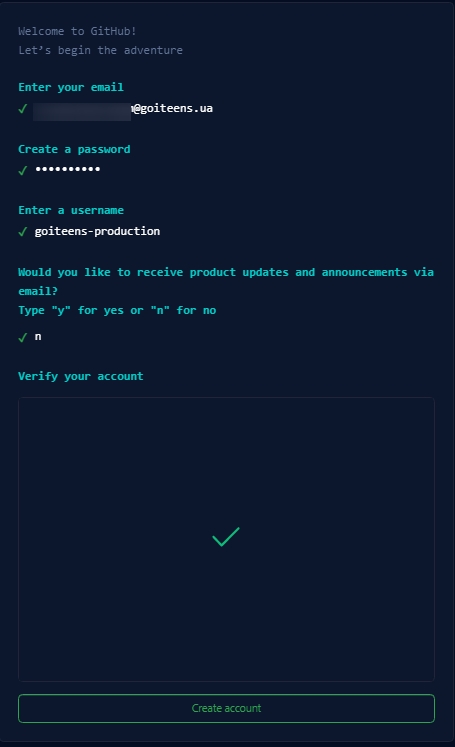 Welcome to GitHub!
Let’s begin the adventure
Enter your email
✓ @goiteens.ua
Create a password
✓ ••••••••••
Enter a username
✓ goiteens-production
Would you like to receive product updates and announcements via
email?
Type "y" for yes or "n" for no
✓ n
Verify your account
Create account